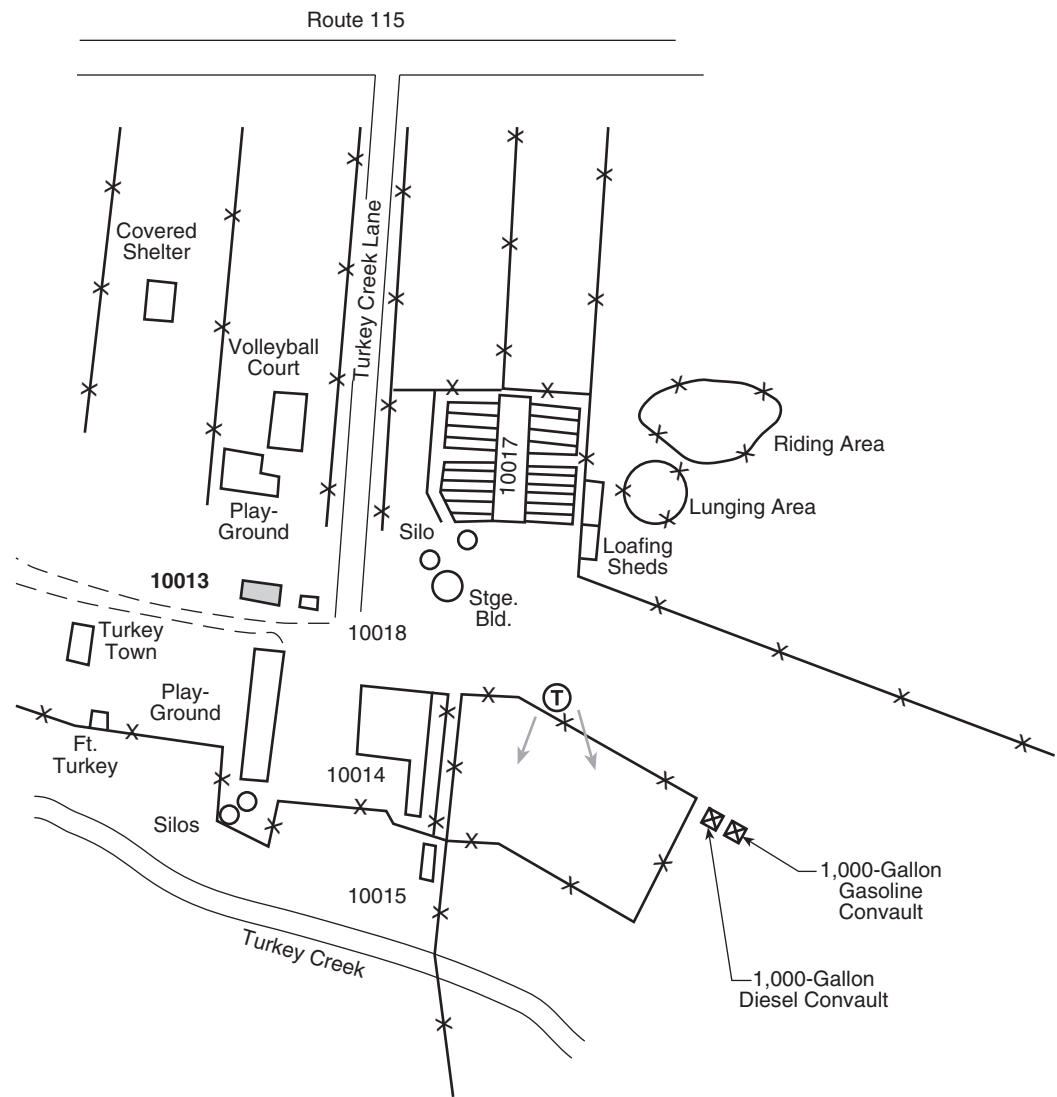 Route 115
Turkey Creek Lane
Covered
Shelter
Volleyball
Court
10017
Riding Area
Play-
Ground
Silo
Lunging Area
Loafing
Sheds
10013
Stge.
Bld.
10018
Turkey
Town
Play-
Ground
T
Ft.
Turkey
10014
Silos
10015
1,000-Gallon
Gasoline
Convault
Turkey Creek
1,000-Gallon
Diesel Convault